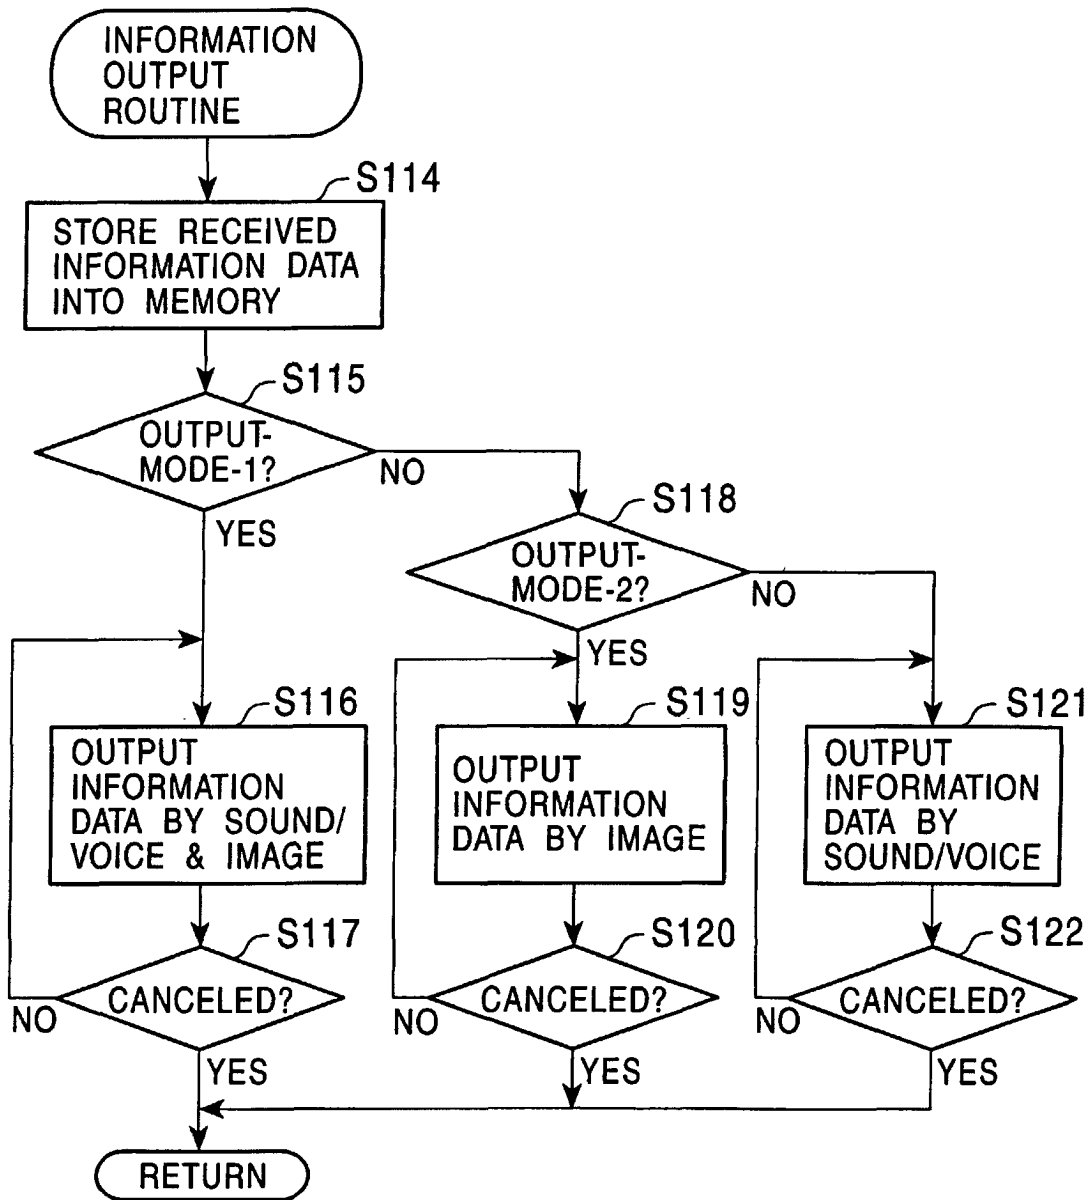 INFORMATION
OUTPUT
ROUTINE
S114
STORE RECEIVED
INFORMATION DATA
INTO MEMORY
S115
OUTPUT-
MODE-1?
NO
YES
S118
OUTPUT-
MODE-2?
NO
YES
S116
OUTPUT
INFORMATION
DATA BY SOUND/
VOICE & IMAGE
S119
OUTPUT
INFORMATION
DATA BY IMAGE
S121
OUTPUT
INFORMATION
DATA BY
SOUND/VOICE
S117
CANCELED?
NO
YES
S120
CANCELED?
NO
YES
S122
CANCELED?
NO
YES
RETURN